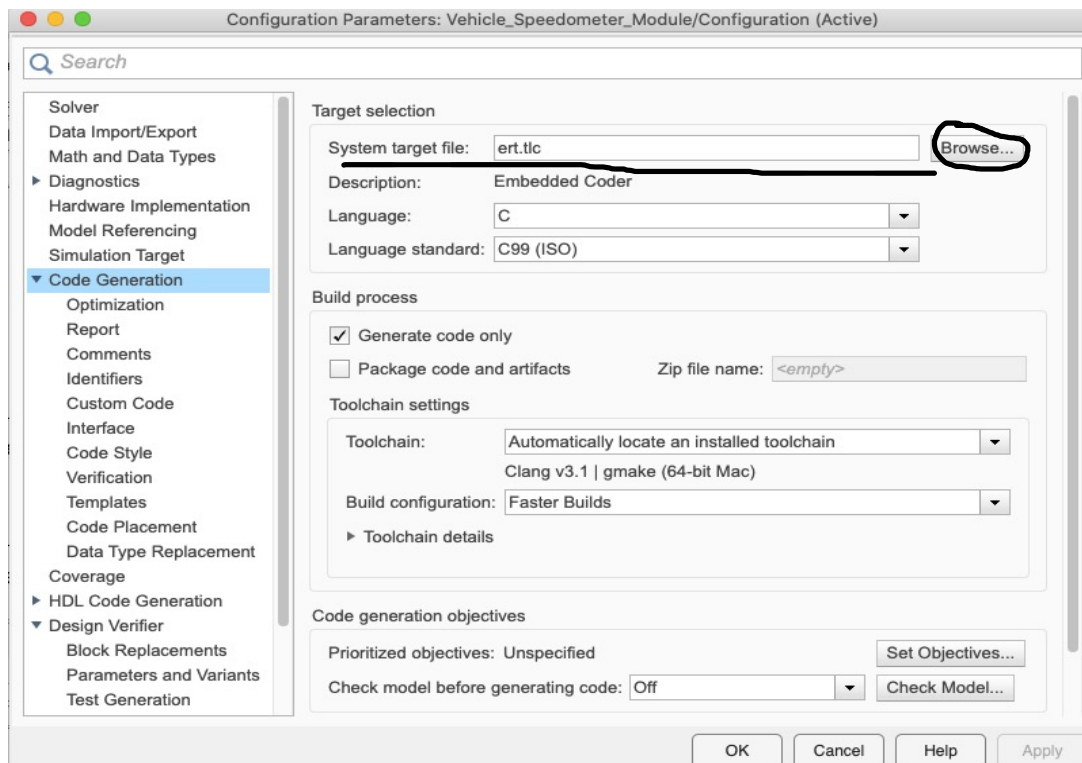 Configuration Parameters: Vehicle_Speedometer_Module/Configuration (Active)
Search
Solver
Data Import/Export
Math and Data Types
Diagnostics
Hardware Implementation
Model Referencing
Simulation Target
Code Generation
Optimization
Report
Comments
Identifiers
Custom Code
Interface
Code Style
Verification
Templates
Code Placement
Data Type Replacement
Coverage
HDL Code Generation
Design Verifier
Block Replacements
Parameters and Variants
Test Generation
Target selection
System target file: ert.tlc Browse...
Description: Embedded Coder
Language: C
Language standard: C99 (ISO)
Build process
Generate code only
Package code and artifacts Zip file name: <empty>
Toolchain settings
Toolchain: Automatically locate an installed toolchain
Clang v3.1 | gmake (64-bit Mac)
Build configuration: Faster Builds
Toolchain details
Code generation objectives
Prioritized objectives: Unspecified Set Objectives...
Check model before generating code: Off Check Model...
OK Cancel Help Apply